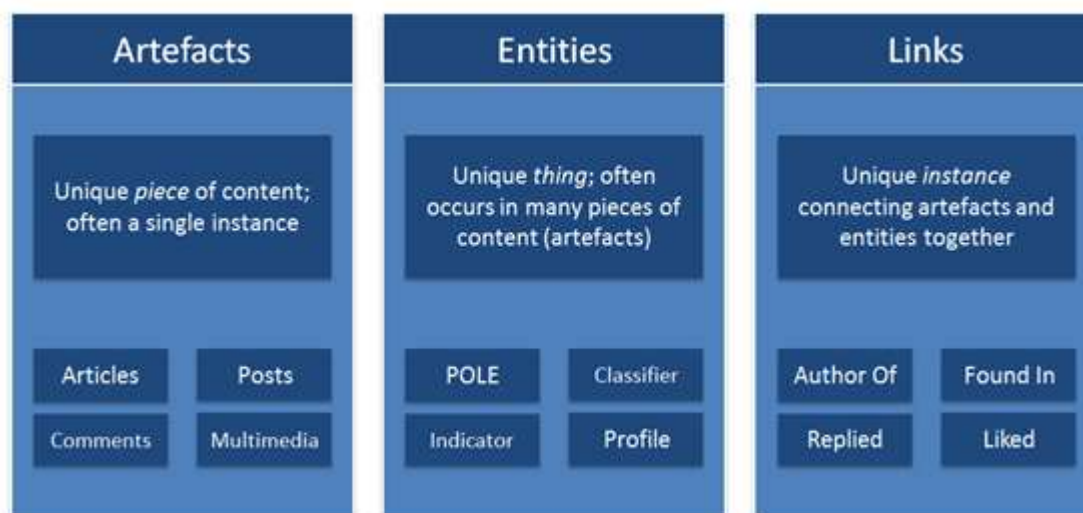 Artefacts
Unique piece of content;
often a single instance
Articles
Posts
Comments
Multimedia
Entities
Unique thing; often
occurs in many pieces of
content (artefacts)
POLE
Classifier
Indicator
Profile
Links
Unique instance
connecting artefacts and
entities together
Author Of
Found In
Replied
Liked